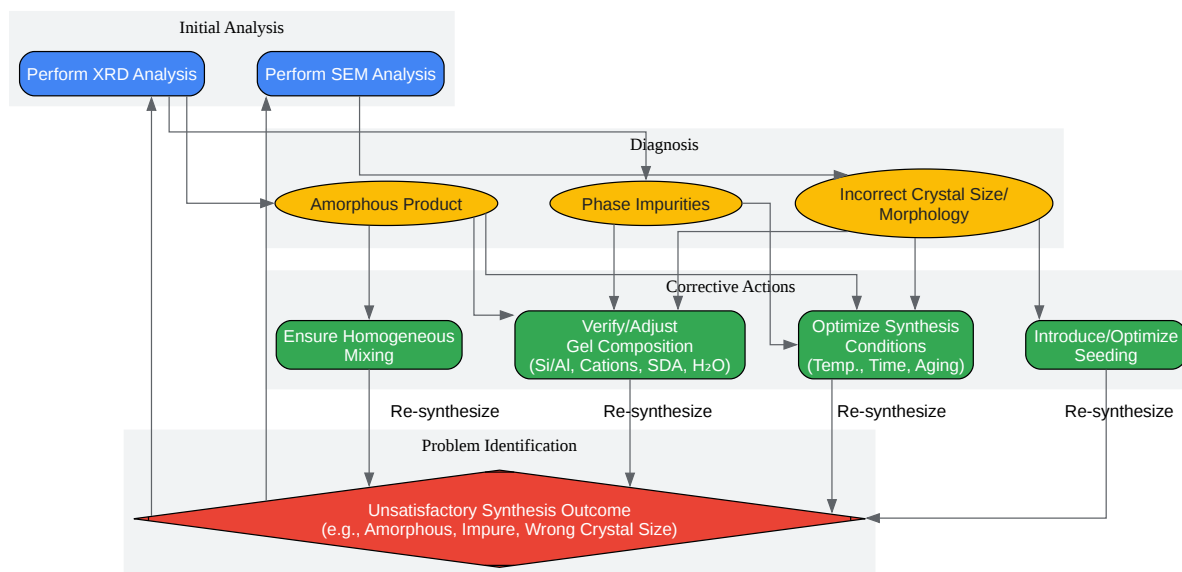 Initial Analysis
Perform XRD Analysis
Perform SEM Analysis
Diagnosis
Amorphous Product
Phase Impurities
Incorrect Crystal Size/
Morphology
Corrective Actions
Ensure Homogeneous
Mixing
Verify/Adjust
Gel Composition
(Si/Al, Cations, SDA, H₂O)
Optimize Synthesis
Conditions
(Temp., Time, Aging)
Introduce/Optimize
Seeding
Re-synthesize
Re-synthesize
Re-synthesize
Re-synthesize
Problem Identification
Unsatisfactory Synthesis Outcome
(e.g., Amorphous, Impure, Wrong Crystal Size)